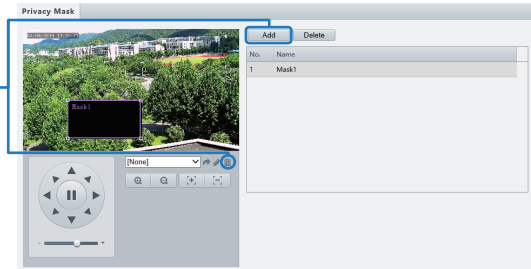 Privacy Mask
Add
Delete
No.
Name
1
Mask1
Mask1
[None]
- +